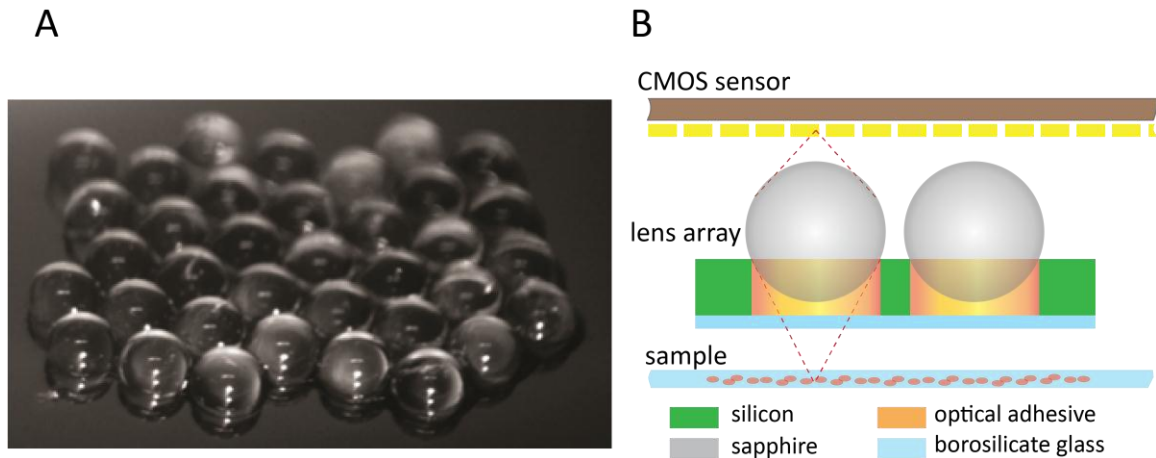 A
B
CMOS sensor
lens array
sample
silicon
optical adhesive
sapphire
borosilicate glass